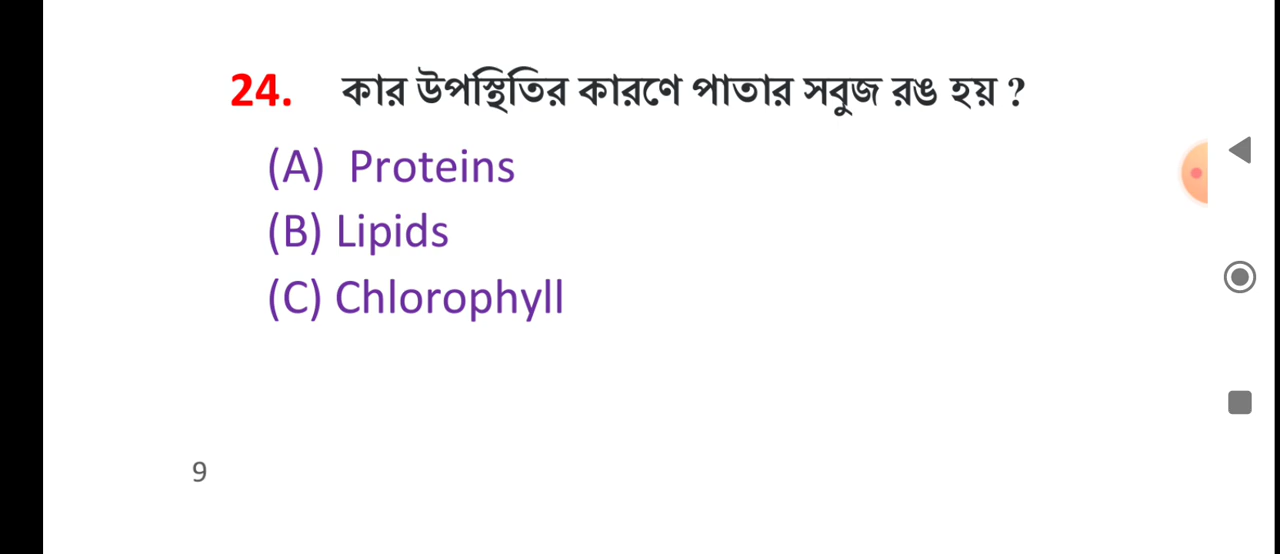 24. কার উপস্থিতির কারণে পাতার সবুজ রঙ হয় ?
(A) Proteins
(B) Lipids
(C) Chlorophyll
9